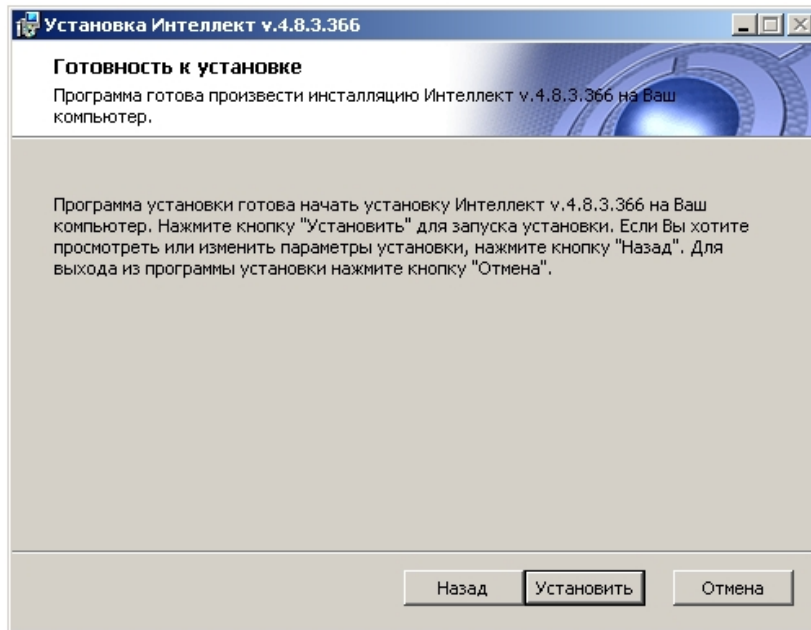 Установка Интеллект v.4.8.3.366
Готовность к установке
Программа готова произвести инсталляцию Интеллект v.4.8.3.366 на Ваш
компьютер.
Программа установки готова начать установку Интеллект v.4.8.3.366 на Ваш
компьютер. Нажмите кнопку "Установить" для запуска установки. Если Вы хотите
просмотреть или изменить параметры установки, нажмите кнопку "Назад". Для
выхода из программы установки нажмите кнопку "Отмена".
Назад Установить Отмена